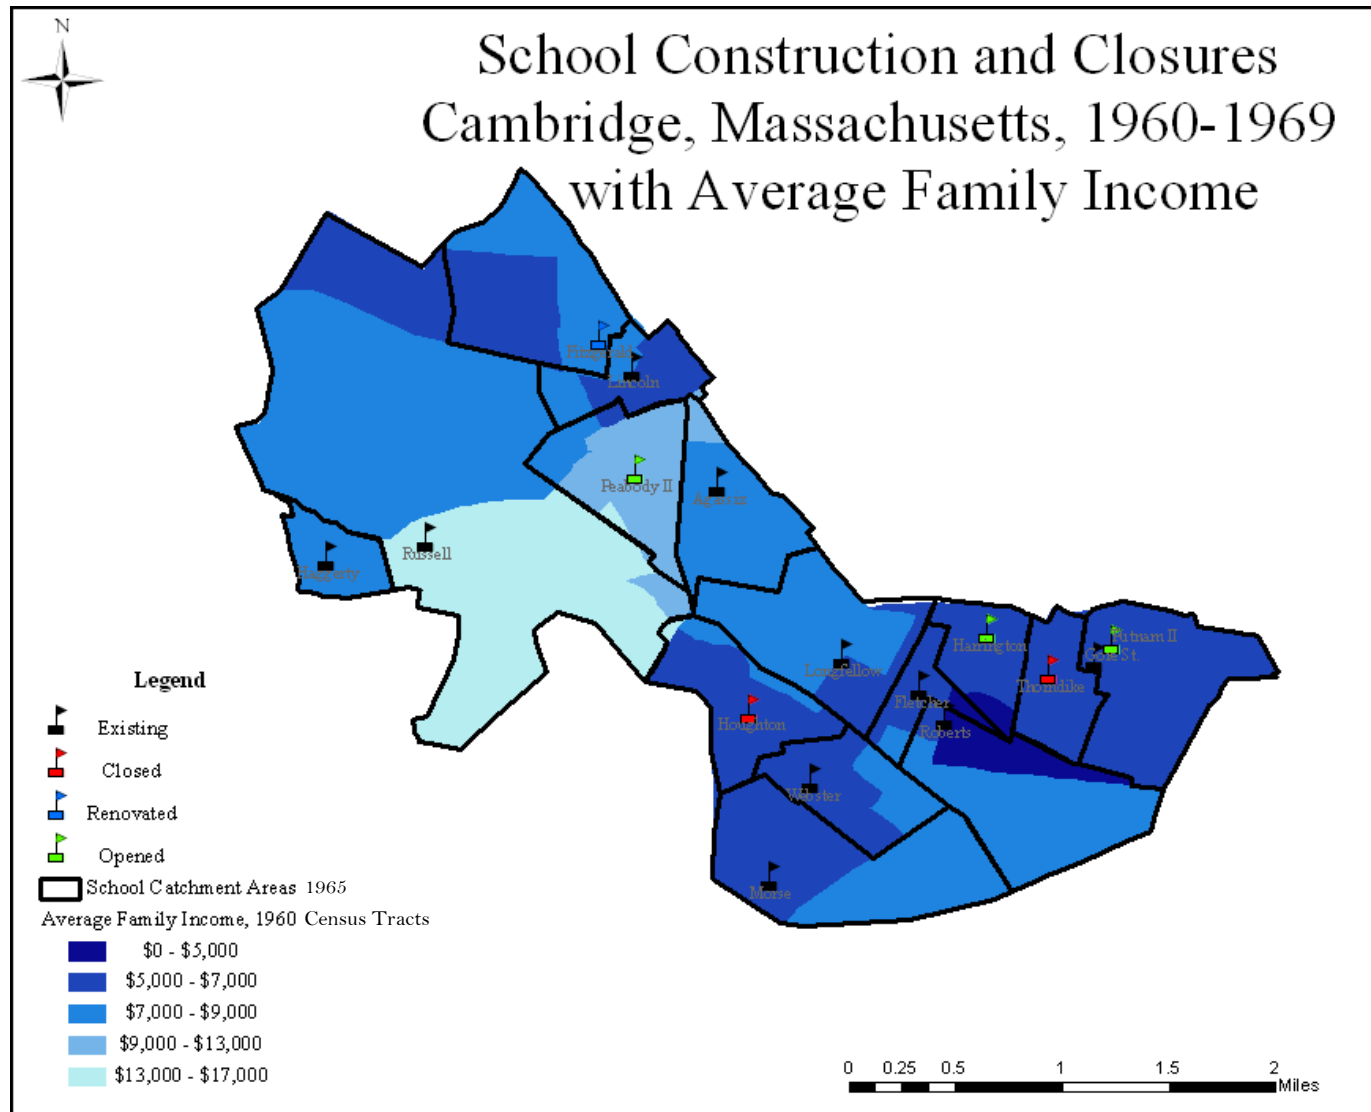 N
School Construction and Closures
Cambridge, Massachusetts, 1960-1969
with Average Family Income
Fitzgerald
Lincoln
Peabody II
Agassiz
Russell
Haggerty
Putnam II
Harrington
Gore St.
Longfellow
Thorndike
Fletcher
Houghton
Roberts
Webster
Morse
Legend
Existing
Closed
Renovated
Opened
School Catchment Areas 1965
Average Family Income, 1960 Census Tracts
$0 - $5,000
$5,000 - $7,000
$7,000 - $9,000
$9,000 - $13,000
$13,000 - $17,000
0 0.25 0.5 1 1.5 2
Miles